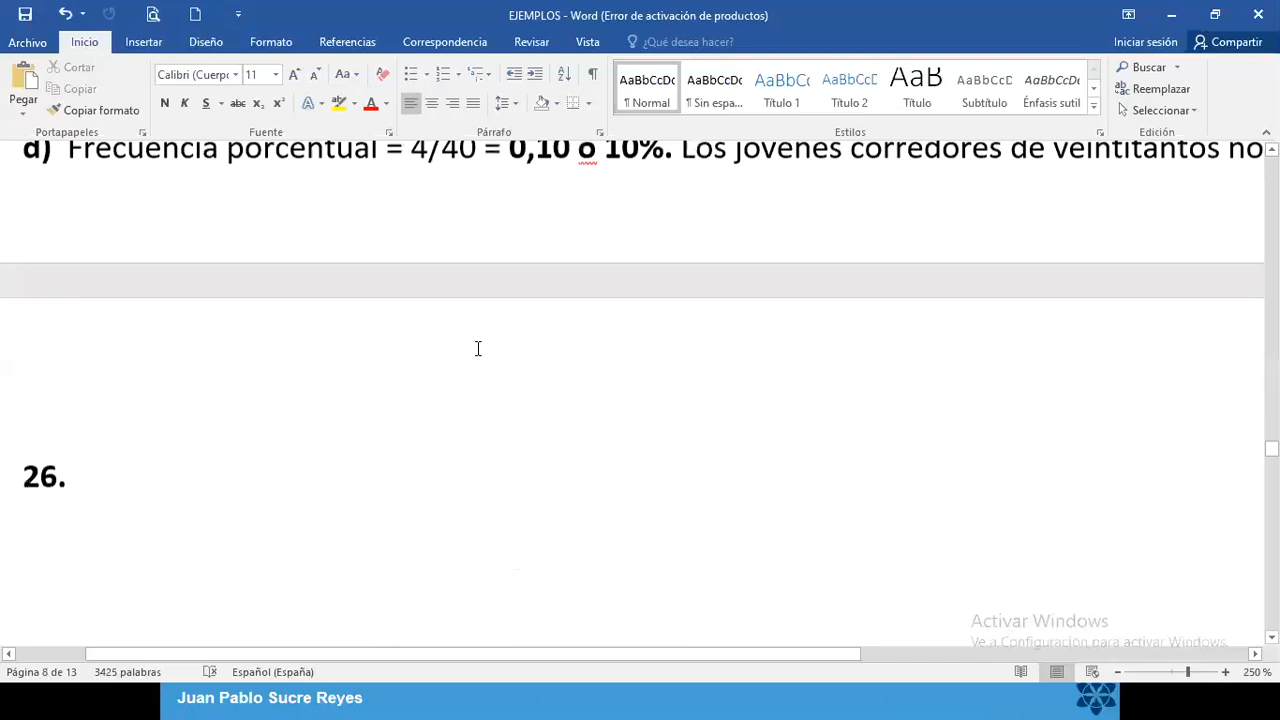 EJEMPLOS - Word (Error de activación de productos)
Archivo Inicio Insertar Diseño Formato Referencias Correspondencia Revisar Vista ¿Qué desea hacer? Iniciar sesión Compartir
Pegar
Cortar
Copiar
Copiar formato
Portapapeles
Calibri (Cuerpo 11
Aa
N K S abc x₂ x²
A A
Fuente
Párrafo
AaBbCcDc AaBbCcDc AaBbCc AaBbCcD AaB AaBbCcD AaBbCcDc
¶ Normal ¶ Sin espa... Título 1 Título 2 Título Subtítulo Énfasis sutil
Estilos
Buscar
Reemplazar
Seleccionar
Edición
d) Frecuencia porcentual = 4/40 = 0,10 o 10%. Los jóvenes corredores de veintitantos no
26.
Activar Windows
Ve a Configuración para activar Windows.
Página 8 de 13 3425 palabras Español (España) 250 %
Juan Pablo Sucre Reyes